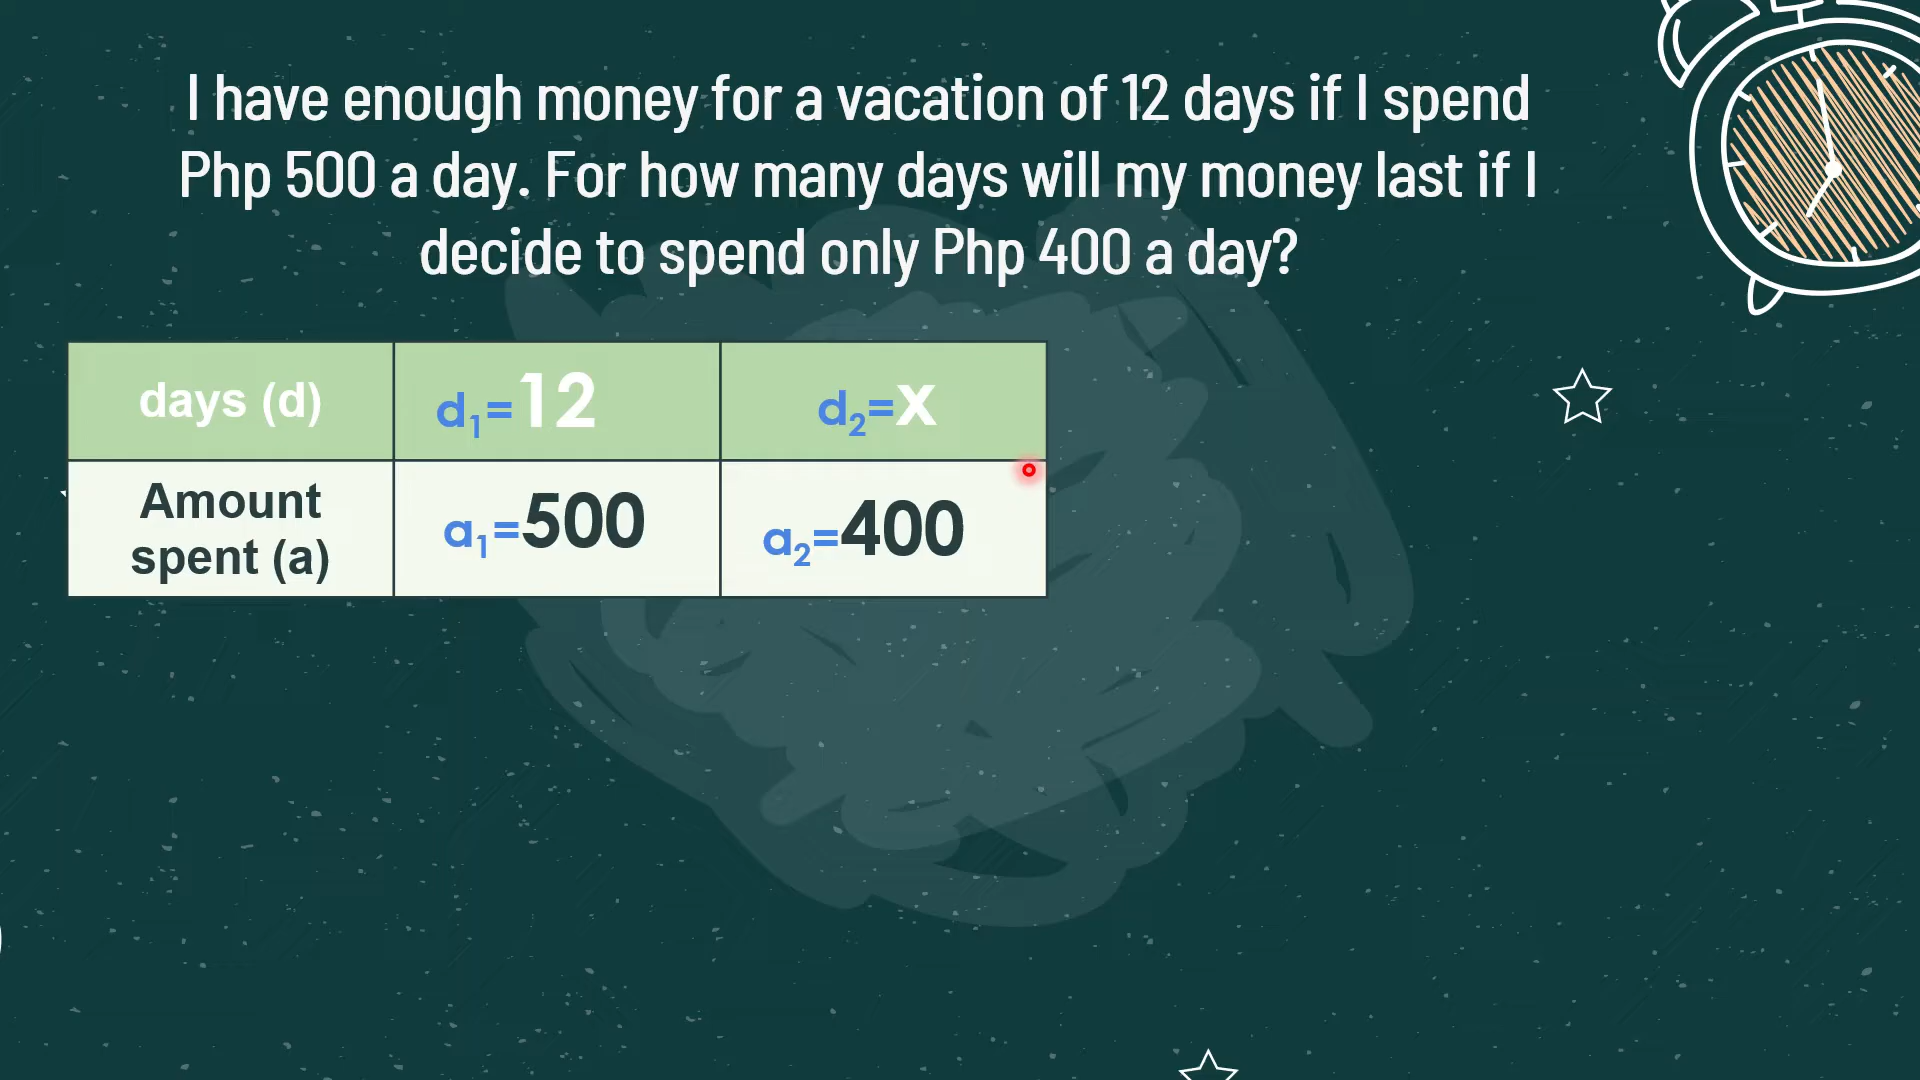 I have enough money for a vacation of 12 days if I spend
Php 500 a day. For how many days will my money last if I
decide to spend only Php 400 a day?
days (d) d₁=12 d₂=x
Amount
spent (a) a₁=500 a₂=400